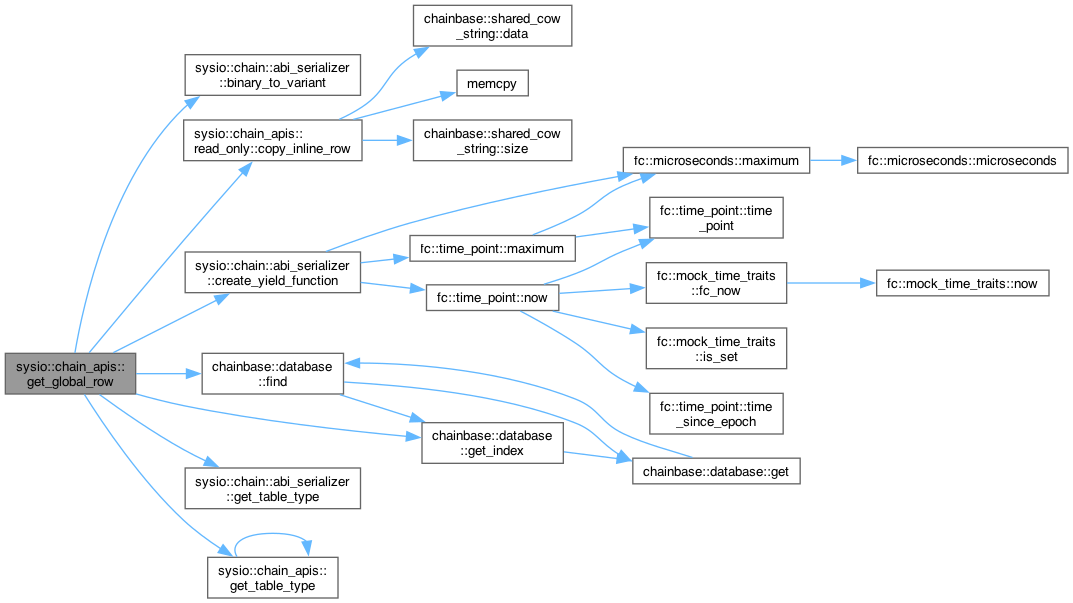 chainbase::shared_cow
_string::data
sysio::chain::abi_serializer
::binary_to_variant
memcpy
sysio::chain_apis::
read_only::copy_inline_row
chainbase::shared_cow
_string::size
fc::microseconds::maximum
fc::microseconds::microseconds
fc::time_point::time
_point
fc::time_point::maximum
sysio::chain::abi_serializer
::create_yield_function
fc::mock_time_traits
::fc_now
fc::mock_time_traits::now
fc::time_point::now
fc::mock_time_traits
::is_set
sysio::chain_apis::
get_global_row
chainbase::database
::find
fc::time_point::time
_since_epoch
chainbase::database
::get_index
chainbase::database::get
sysio::chain::abi_serializer
::get_table_type
sysio::chain_apis::
get_table_type